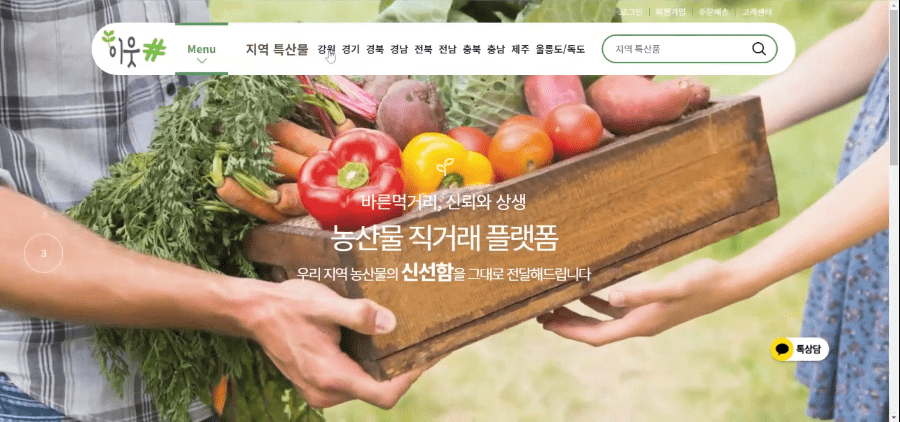 로그인 회원가입 주문배송 고객센터
이웃#
Menu
지역 특산물 강원 경기 경북 경남 전북 전남 충북 충남 제주 울릉도/독도
지역 특산품
바른먹거리, 신뢰와 상생
농산물 직거래 플랫폼
우리 지역 농산물의 신선함을 그대로 전달해드립니다
3
톡상담